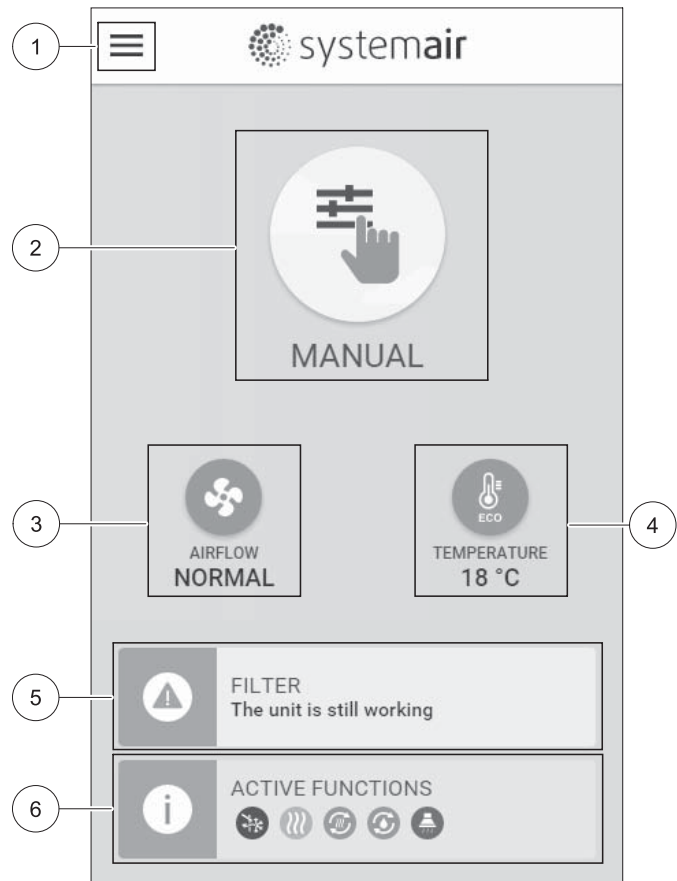 1
systemair
2
MANUAL
3
ECO
4
AIRFLOW
NORMAL
TEMPERATURE
18 °C
5
FILTER
The unit is still working
6
i
ACTIVE FUNCTIONS